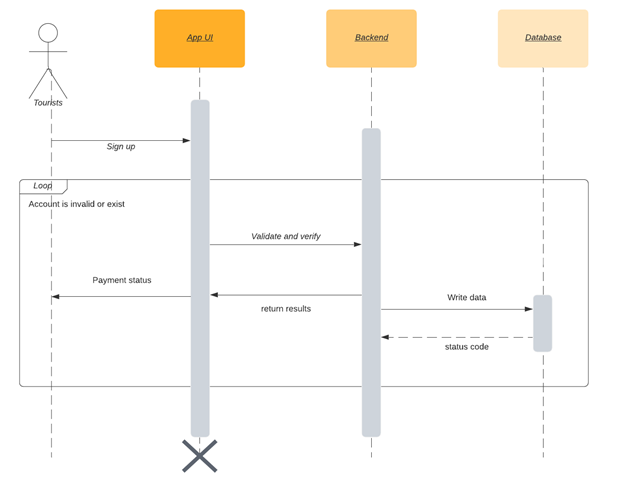 App UI
Backend
Database
Tourists
Sign up
Loop
Account is invalid or exist
Validate and verify
Payment status
return results
Write data
status code